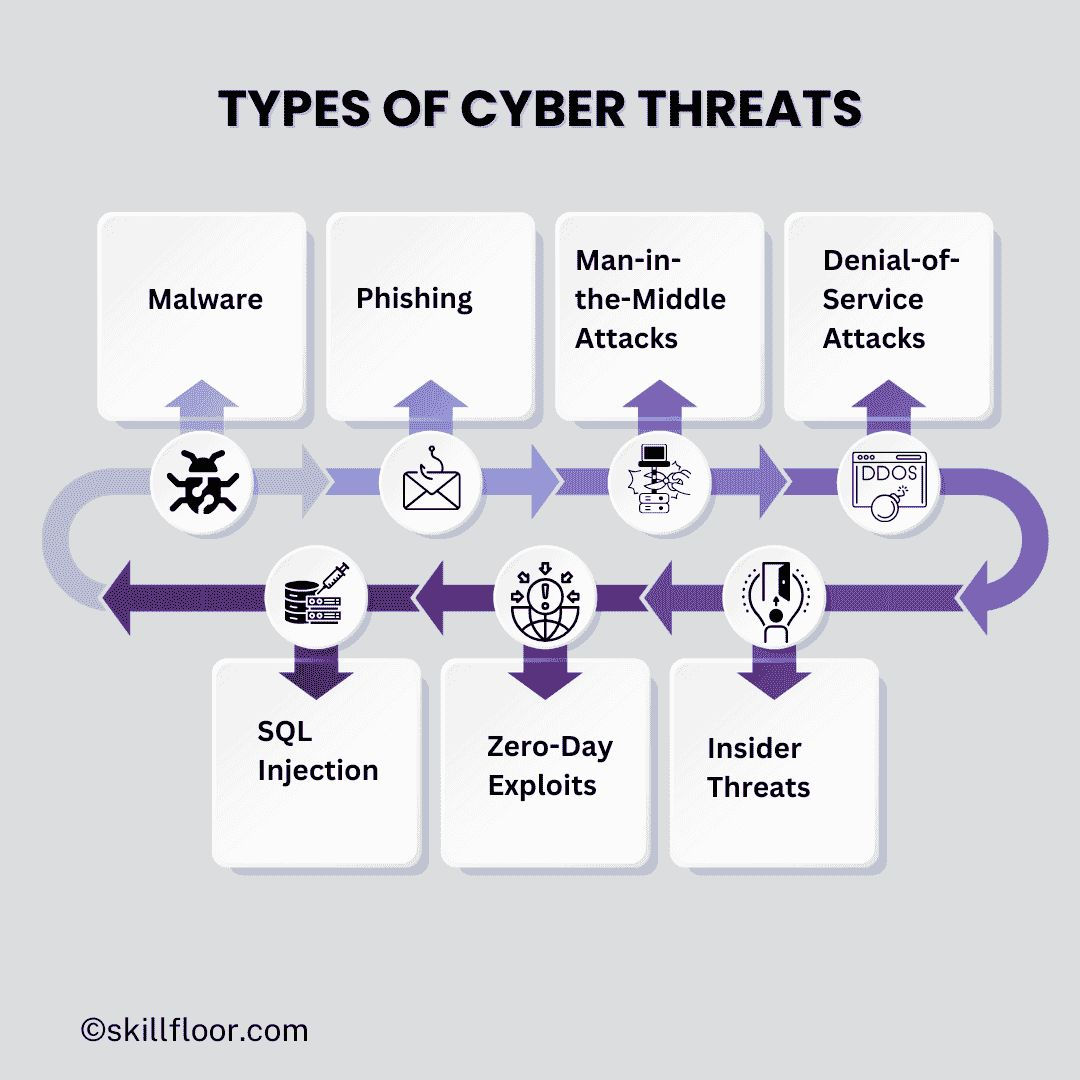 TYPES OF CYBER THREATS
Malware
Phishing
Man-in-
the-Middle
Attacks
Denial-of-
Service
Attacks
DDOS
SQL
Injection
Zero-Day
Exploits
Insider
Threats
©skillfloor.com